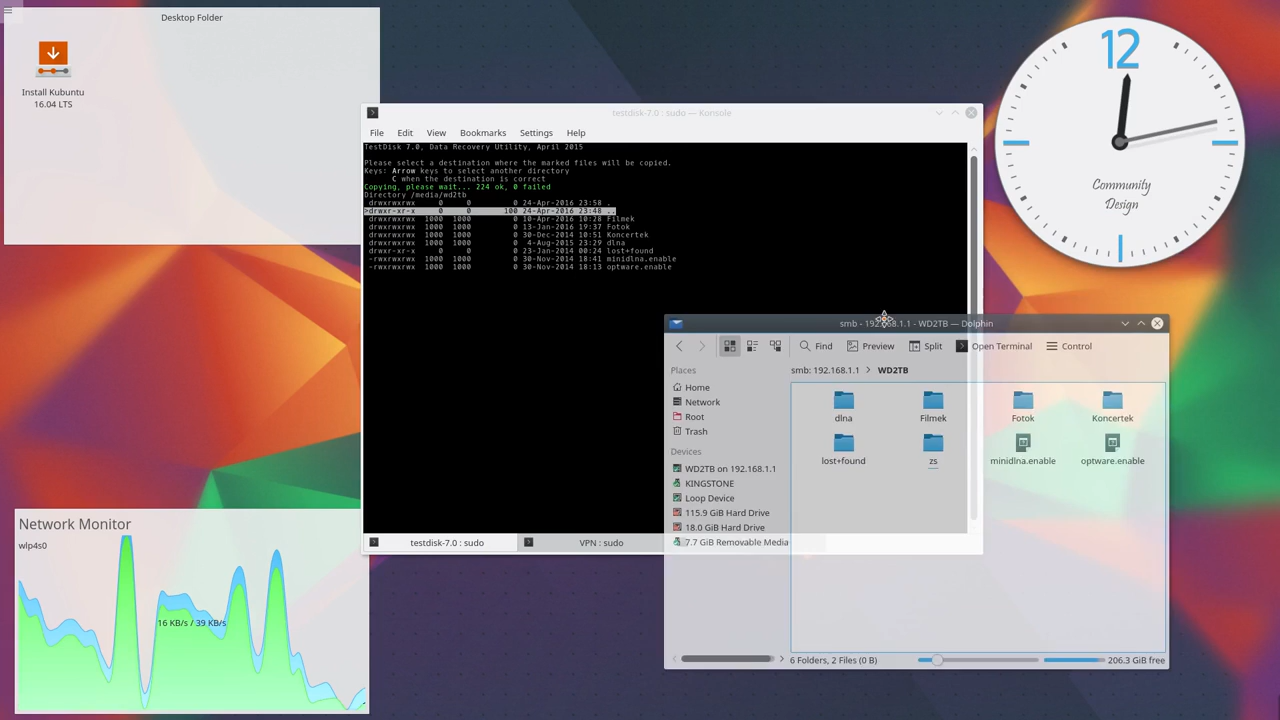 Desktop Folder
Install Kubuntu
16.04 LTS
12
Community
Design
testdisk-7.0 : sudo — Konsole
File Edit View Bookmarks Settings Help
TestDisk 7.0, Data Recovery Utility, April 2015
Please select a destination where the marked files will be copied.
Keys: Arrow keys to select another directory
C when the destination is correct
Copying, please wait... 224 ok, 0 failed
Directory /media/wd2tb
drwxrwxrwx 0 0 0 24-Apr-2016 23:58 .
>drwxr-xr-x 0 0 100 24-Apr-2016 23:48 ..
drwxrwxrwx 1000 1000 0 10-Apr-2016 10:28 Filmek
drwxrwxrwx 1000 1000 0 13-Jan-2016 19:37 Fotok
drwxrwxrwx 1000 1000 0 30-Dec-2014 10:51 Koncertek
drwxrwxrwx 1000 1000 0 4-Aug-2015 23:29 dlna
drwxr-xr-x 0 0 0 23-Jan-2014 00:24 lost+found
-rwxrwxrwx 1000 1000 0 30-Nov-2014 18:41 minidlna.enable
-rwxrwxrwx 1000 1000 0 30-Nov-2014 18:13 optware.enable
testdisk-7.0 : sudo
VPN : sudo
smb - 192.168.1.1 - WD2TB — Dolphin
Find Preview Split Open Terminal Control
Places
Home
Network
Root
Trash
Devices
WD2TB on 192.168.1.1
KINGSTONE
Loop Device
115.9 GiB Hard Drive
18.0 GiB Hard Drive
7.7 GiB Removable Media
smb: 192.168.1.1 > WD2TB
dlna Filmek Fotok Koncertek
lost+found zs minidlna.enable optware.enable
6 Folders, 2 Files (0 B)
206.3 GiB free
Network Monitor
wlp4s0
16 KB/s / 39 KB/s